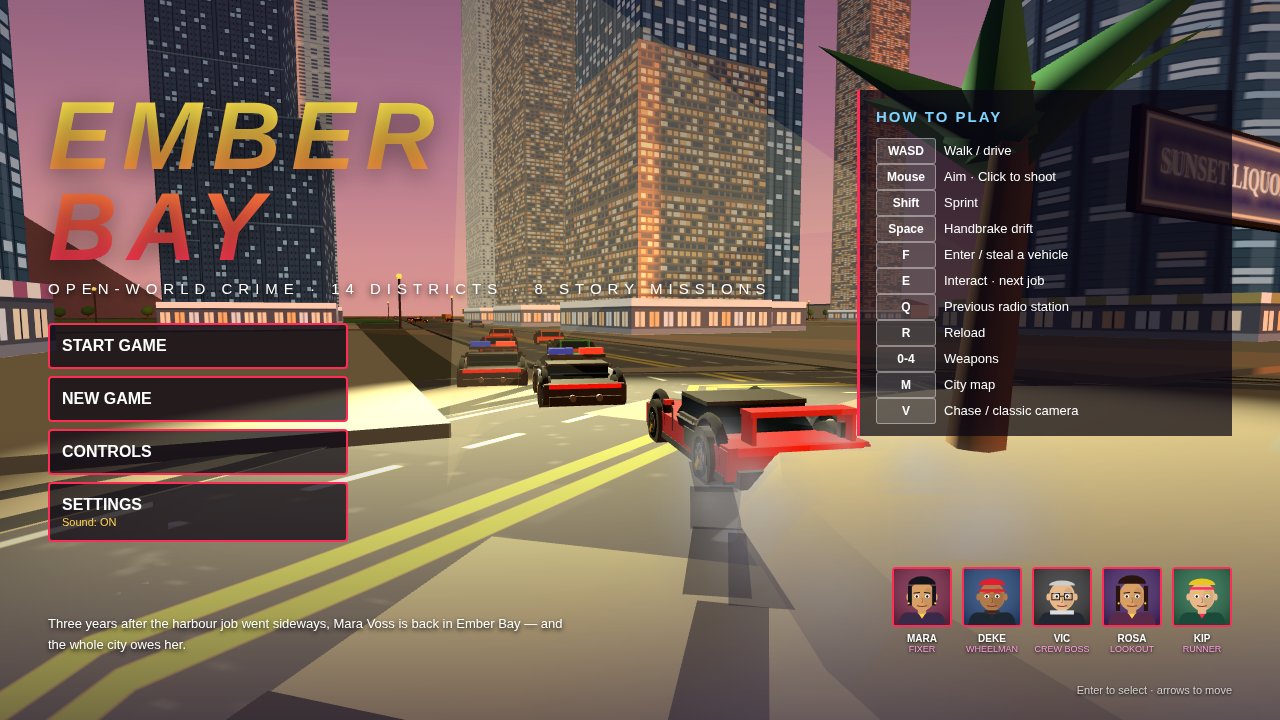 EMBER
BAY
OPEN-WORLD CRIME · 14 DISTRICTS · 8 STORY MISSIONS
START GAME
NEW GAME
CONTROLS
SETTINGS
Sound: ON
Three years after the harbour job went sideways, Mara Voss is back in Ember Bay — and
the whole city owes her.
HOW TO PLAY
WASD Walk / drive
Mouse Aim · Click to shoot
Shift Sprint
Space Handbrake drift
F Enter / steal a vehicle
E Interact · next job
Q Previous radio station
R Reload
0-4 Weapons
M City map
V Chase / classic camera
SUNSET LIQUO
MARA
FIXER
DEKE
WHEELMAN
VIC
CREW BOSS
ROSA
LOOKOUT
KIP
RUNNER
Enter to select · arrows to move